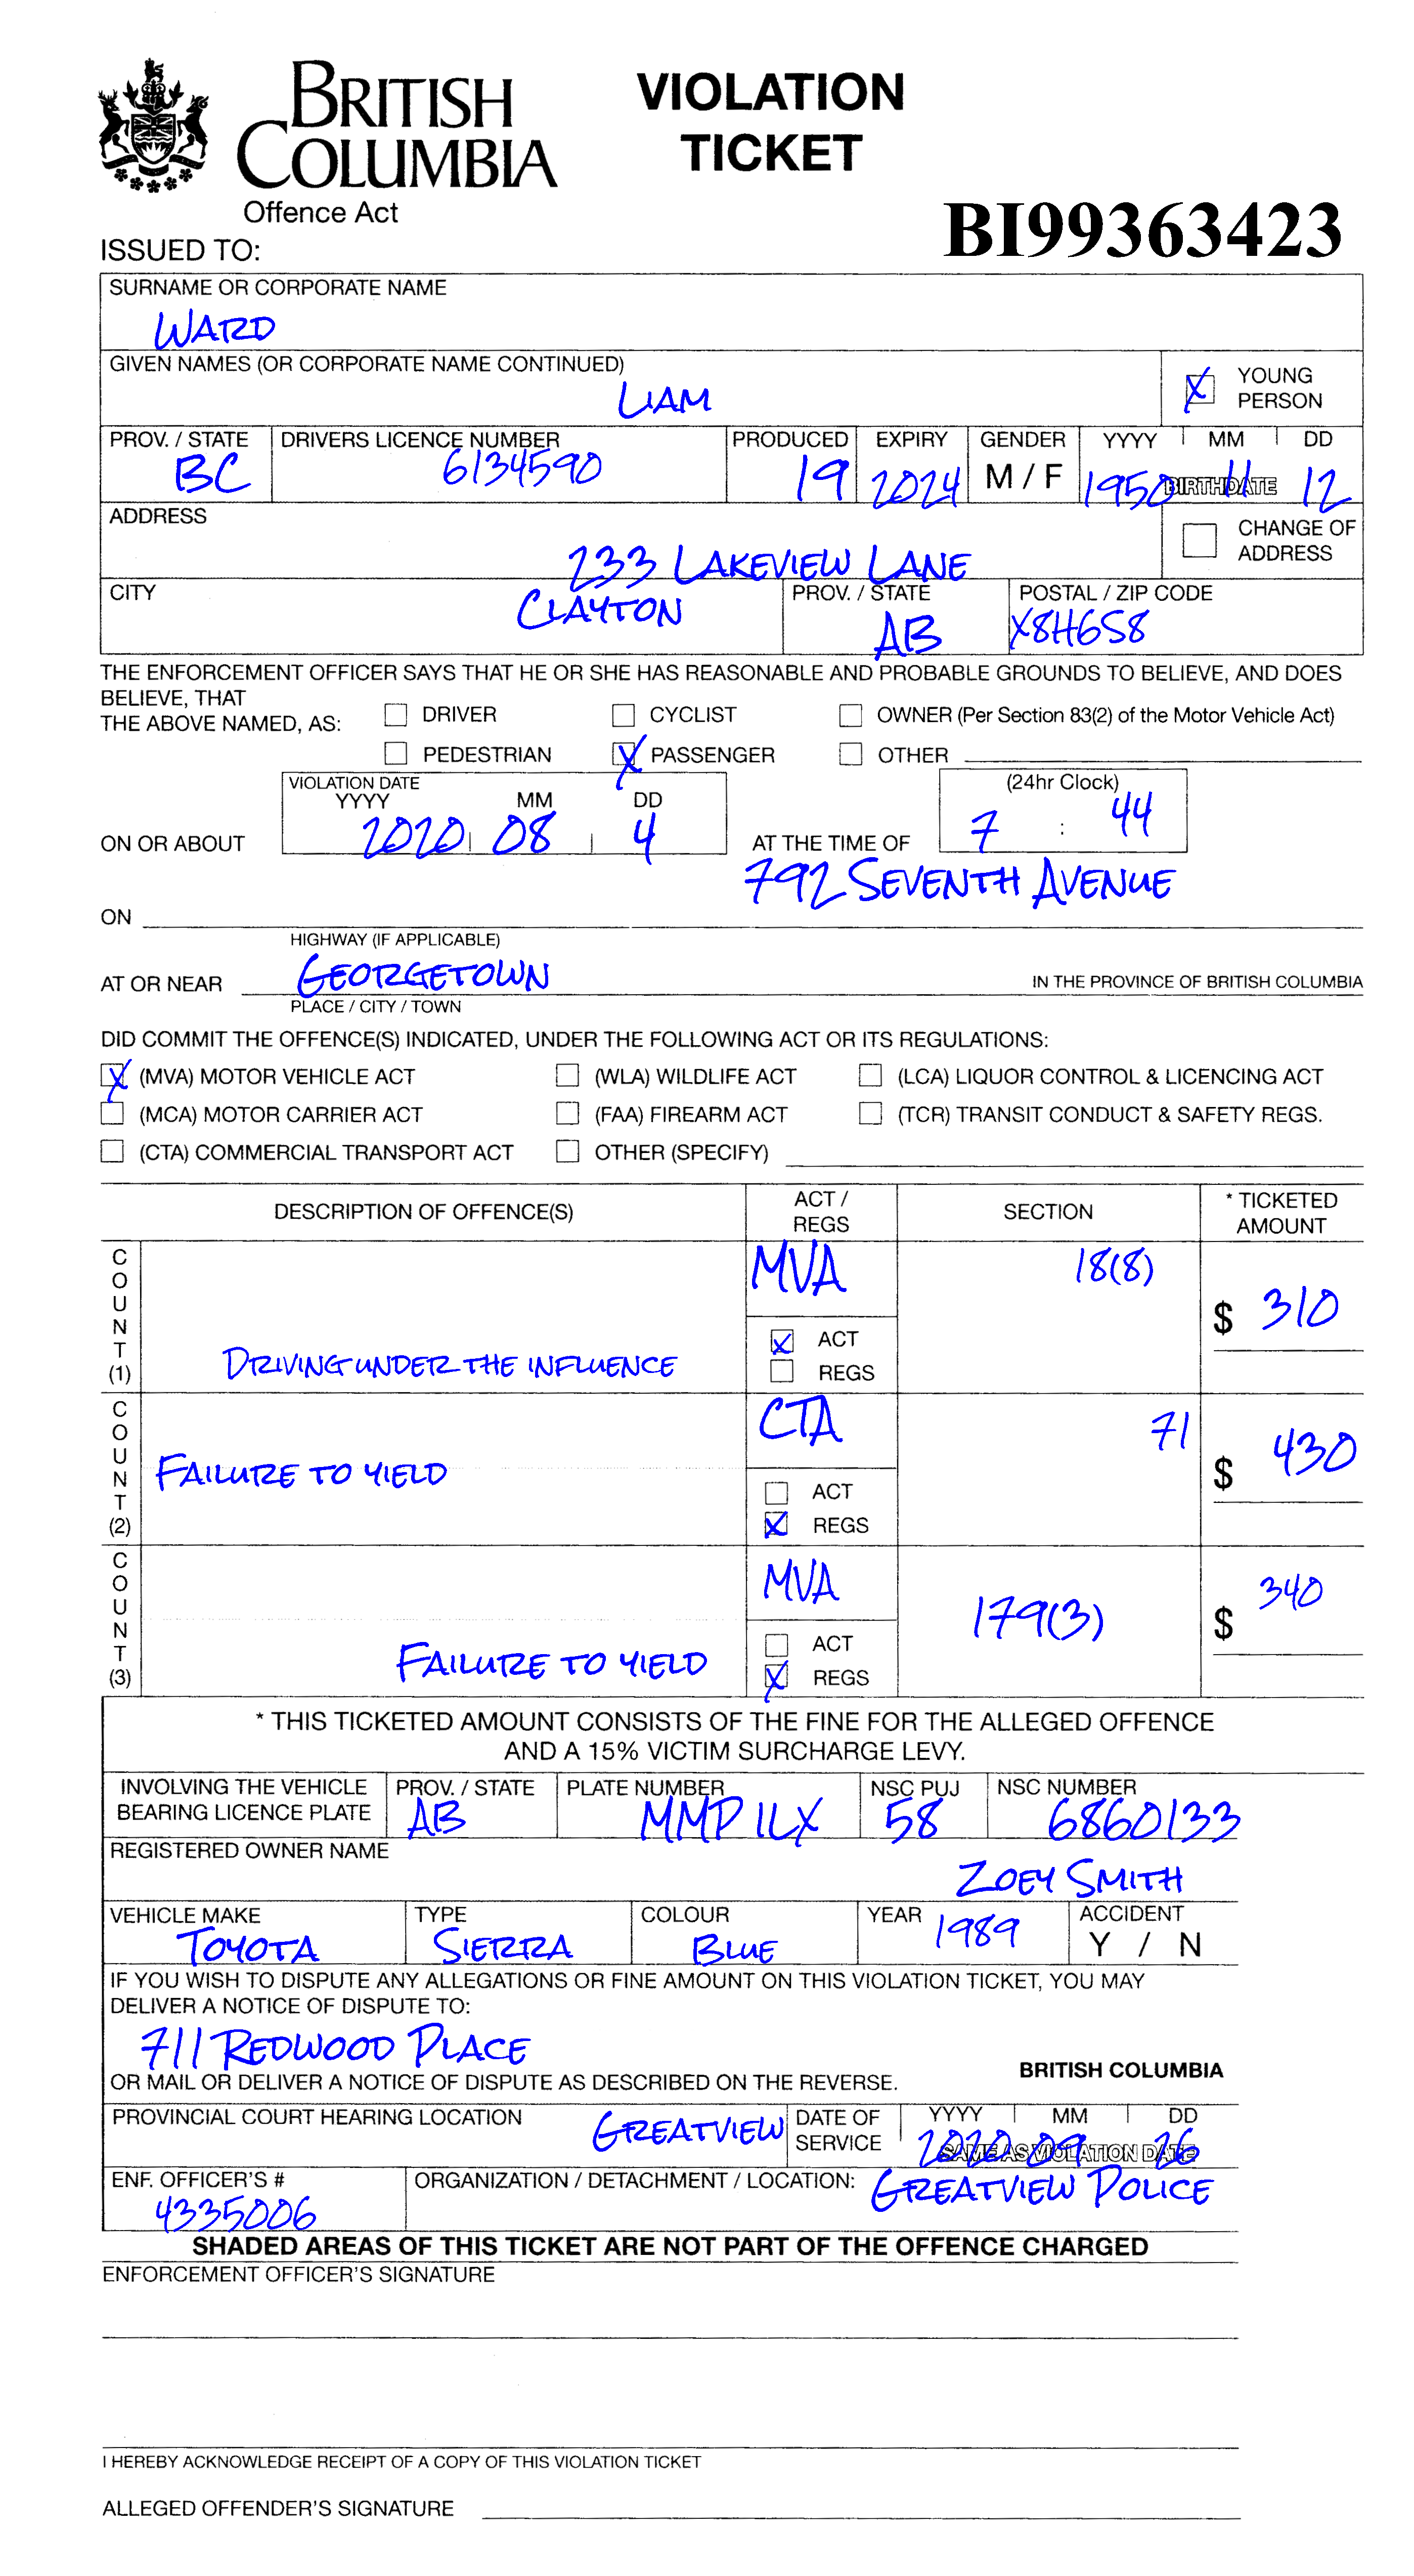 BRITISH
COLUMBIA
Offence Act
VIOLATION
TICKET
BI99363423
ISSUED TO:
SURNAME OR CORPORATE NAME
WARD
GIVEN NAMES (OR CORPORATE NAME CONTINUED)
LIAM
X YOUNG
PERSON
PROV. / STATE DRIVERS LICENCE NUMBER PRODUCED EXPIRY GENDER YYYY MM DD
BC 6134590 19 2024 M / F 1950 11 12
BIRTHDATE
ADDRESS
233 LAKEVIEW LANE
CHANGE OF
ADDRESS
CITY PROV. / STATE POSTAL / ZIP CODE
CLAYTON AB X8H6S8
THE ENFORCEMENT OFFICER SAYS THAT HE OR SHE HAS REASONABLE AND PROBABLE GROUNDS TO BELIEVE, AND DOES
BELIEVE, THAT
THE ABOVE NAMED, AS: DRIVER CYCLIST OWNER (Per Section 83(2) of the Motor Vehicle Act)
PEDESTRIAN X PASSENGER OTHER
VIOLATION DATE
YYYY MM DD
(24hr Clock)
ON OR ABOUT 2020 08 4 AT THE TIME OF 7 : 44
ON 792 SEVENTH AVENUE
HIGHWAY (IF APPLICABLE)
AT OR NEAR GEORGETOWN IN THE PROVINCE OF BRITISH COLUMBIA
PLACE / CITY / TOWN
DID COMMIT THE OFFENCE(S) INDICATED, UNDER THE FOLLOWING ACT OR ITS REGULATIONS:
X (MVA) MOTOR VEHICLE ACT (WLA) WILDLIFE ACT (LCA) LIQUOR CONTROL & LICENCING ACT
(MCA) MOTOR CARRIER ACT (FAA) FIREARM ACT (TCR) TRANSIT CONDUCT & SAFETY REGS.
(CTA) COMMERCIAL TRANSPORT ACT OTHER (SPECIFY)
DESCRIPTION OF OFFENCE(S) ACT / REGS SECTION * TICKETED AMOUNT
COUNT (1)
DRIVING UNDER THE INFLUENCE
MVA
X ACT
REGS
18(8)
$ 310
COUNT (2)
FAILURE TO YIELD
CTA
ACT
X REGS
71
$ 430
COUNT (3)
FAILURE TO YIELD
MVA
ACT
X REGS
179(3)
$ 340
* THIS TICKETED AMOUNT CONSISTS OF THE FINE FOR THE ALLEGED OFFENCE
AND A 15% VICTIM SURCHARGE LEVY.
INVOLVING THE VEHICLE
BEARING LICENCE PLATE
PROV. / STATE PLATE NUMBER NSC PUJ NSC NUMBER
AB MMP 1LX 58 6860133
REGISTERED OWNER NAME
ZOEY SMITH
VEHICLE MAKE TYPE COLOUR YEAR ACCIDENT
TOYOTA SIERRA BLUE 1989 Y / N
IF YOU WISH TO DISPUTE ANY ALLEGATIONS OR FINE AMOUNT ON THIS VIOLATION TICKET, YOU MAY
DELIVER A NOTICE OF DISPUTE TO:
711 REDWOOD PLACE
BRITISH COLUMBIA
OR MAIL OR DELIVER A NOTICE OF DISPUTE AS DESCRIBED ON THE REVERSE.
PROVINCIAL COURT HEARING LOCATION GREATVIEW
DATE OF
SERVICE
YYYY MM DD
2020 09 26
SAME AS VIOLATION DATE
ENF. OFFICER'S # ORGANIZATION / DETACHMENT / LOCATION:
4335006 GREATVIEW POLICE
SHADED AREAS OF THIS TICKET ARE NOT PART OF THE OFFENCE CHARGED
ENFORCEMENT OFFICER'S SIGNATURE
I HEREBY ACKNOWLEDGE RECEIPT OF A COPY OF THIS VIOLATION TICKET
ALLEGED OFFENDER'S SIGNATURE